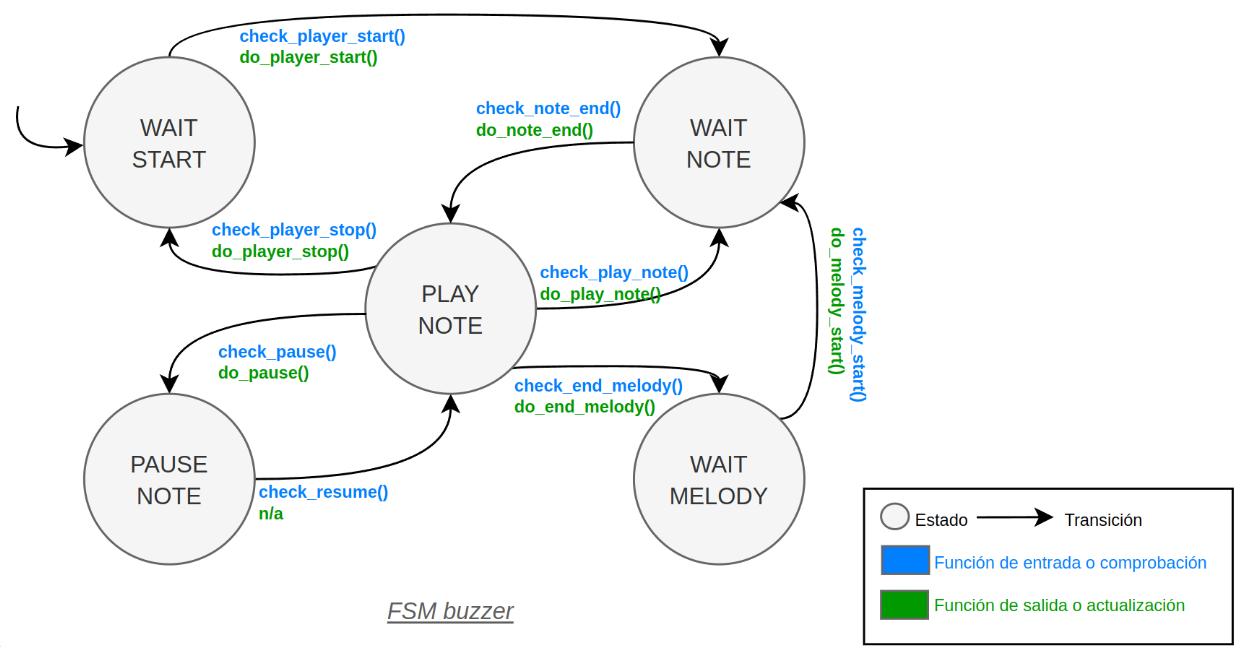 check_player_start()
do_player_start()
WAIT
START
check_note_end()
do_note_end()
WAIT
NOTE
check_player_stop()
do_player_stop()
PLAY
NOTE
check_play_note()
do_play_note()
check_melody_start()
do_melody_start()
check_pause()
do_pause()
check_end_melody()
do_end_melody()
PAUSE
NOTE
check_resume()
n/a
WAIT
MELODY
Estado
Transición
Función de entrada o comprobación
Función de salida o actualización
FSM buzzer